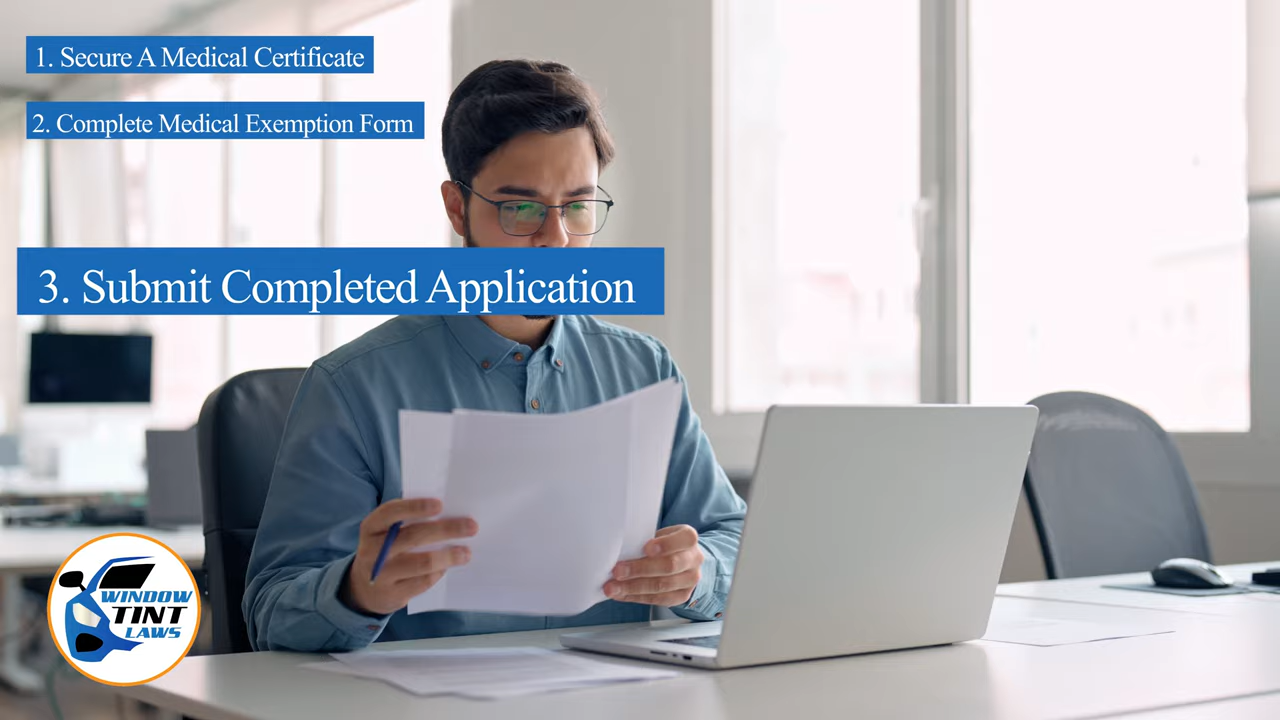 1. Secure A Medical Certificate
2. Complete Medical Exemption Form
3. Submit Completed Application
WINDOW
TINT
LAWS